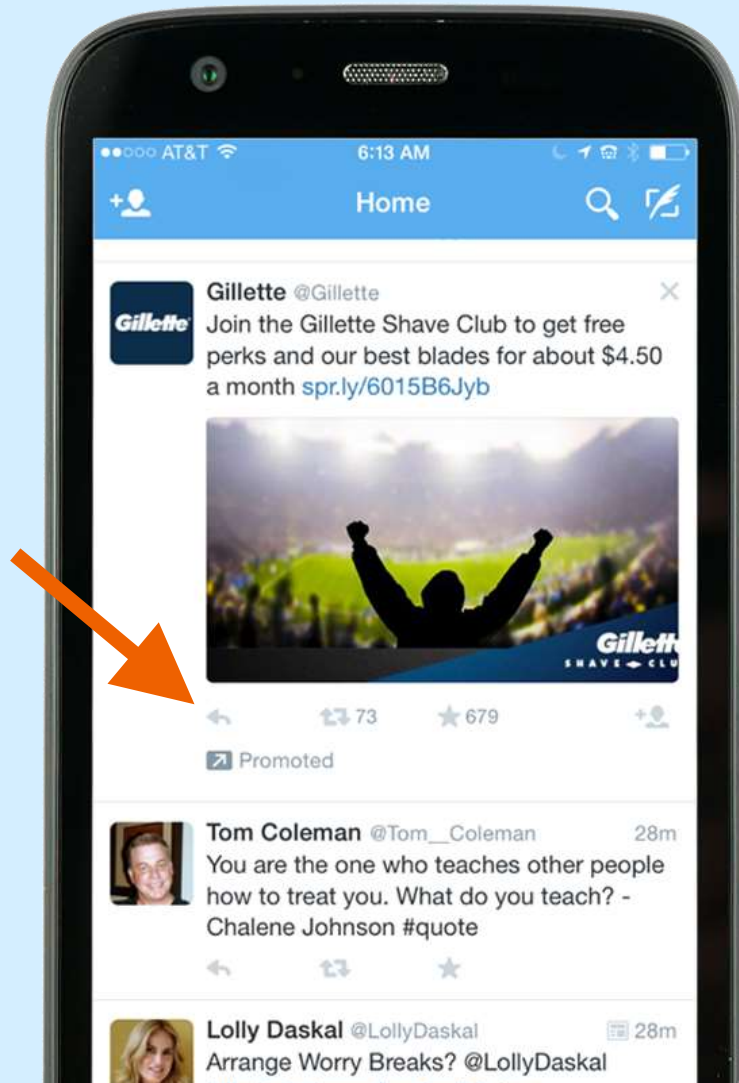 AT&T 6:13 AM
Home
Gillette @Gillette
Gillette
Join the Gillette Shave Club to get free
perks and our best blades for about $4.50
a month spr.ly/6015B6Jyb
Gillett
SHAVE CLU
73 679
Promoted
Tom Coleman @Tom__Coleman 28m
You are the one who teaches other people
how to treat you. What do you teach? -
Chalene Johnson #quote
Lolly Daskal @LollyDaskal 28m
Arrange Worry Breaks? @LollyDaskal